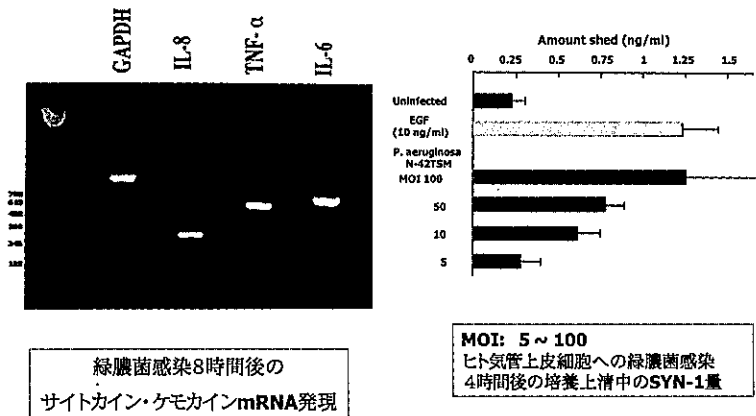 GAPDH
IL-8
TNF-α
IL-6
緑膿菌感染8時間後の
サイトカイン・ケモカインmRNA発現
Amount shed (ng/ml)
0 0.25 0.5 0.75 1 1.25 1.5
Uninfected
EGF
(10 ng/ml)
P. aeruginosa
N-42TSM
MOI 100
50
10
5
MOI: 5 ~ 100
ヒト気管上皮細胞への緑膿菌感染
4時間後の培養上清中のSYN-1量